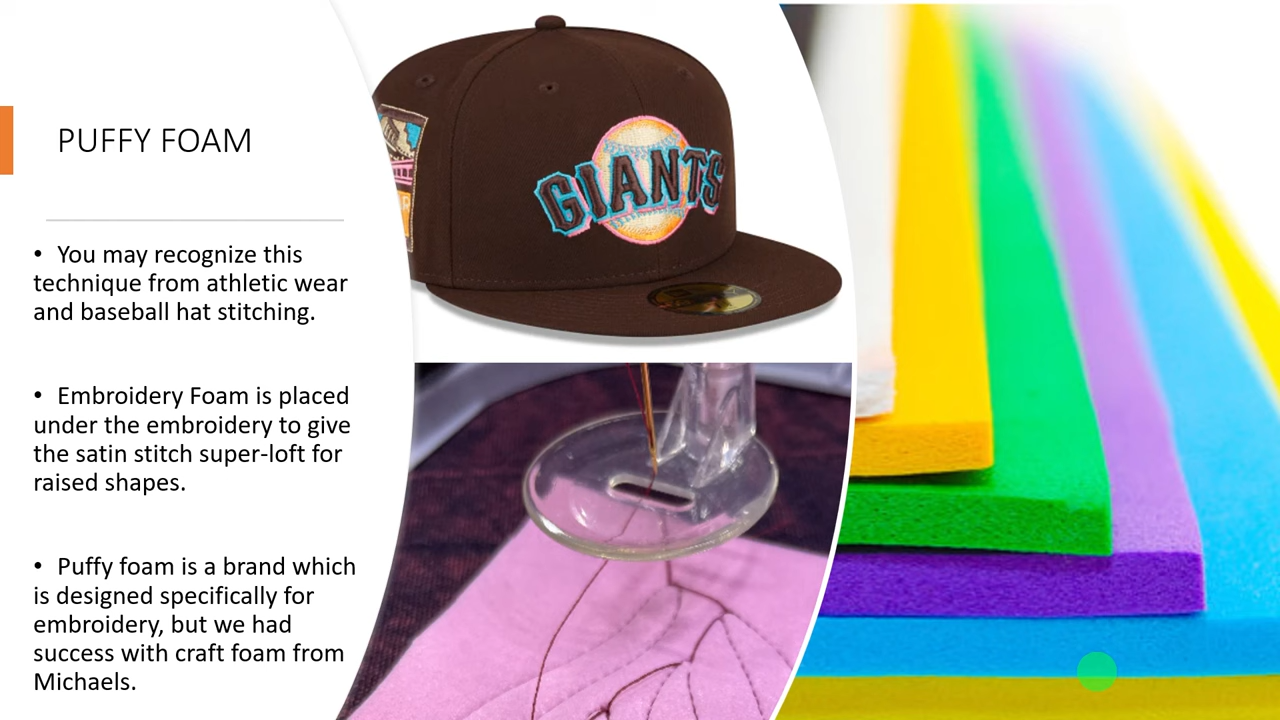 PUFFY FOAM
• You may recognize this
technique from athletic wear
and baseball hat stitching.
• Embroidery Foam is placed
under the embroidery to give
the satin stitch super-loft for
raised shapes.
• Puffy foam is a brand which
is designed specifically for
embroidery, but we had
success with craft foam from
Michaels.
GIANTS